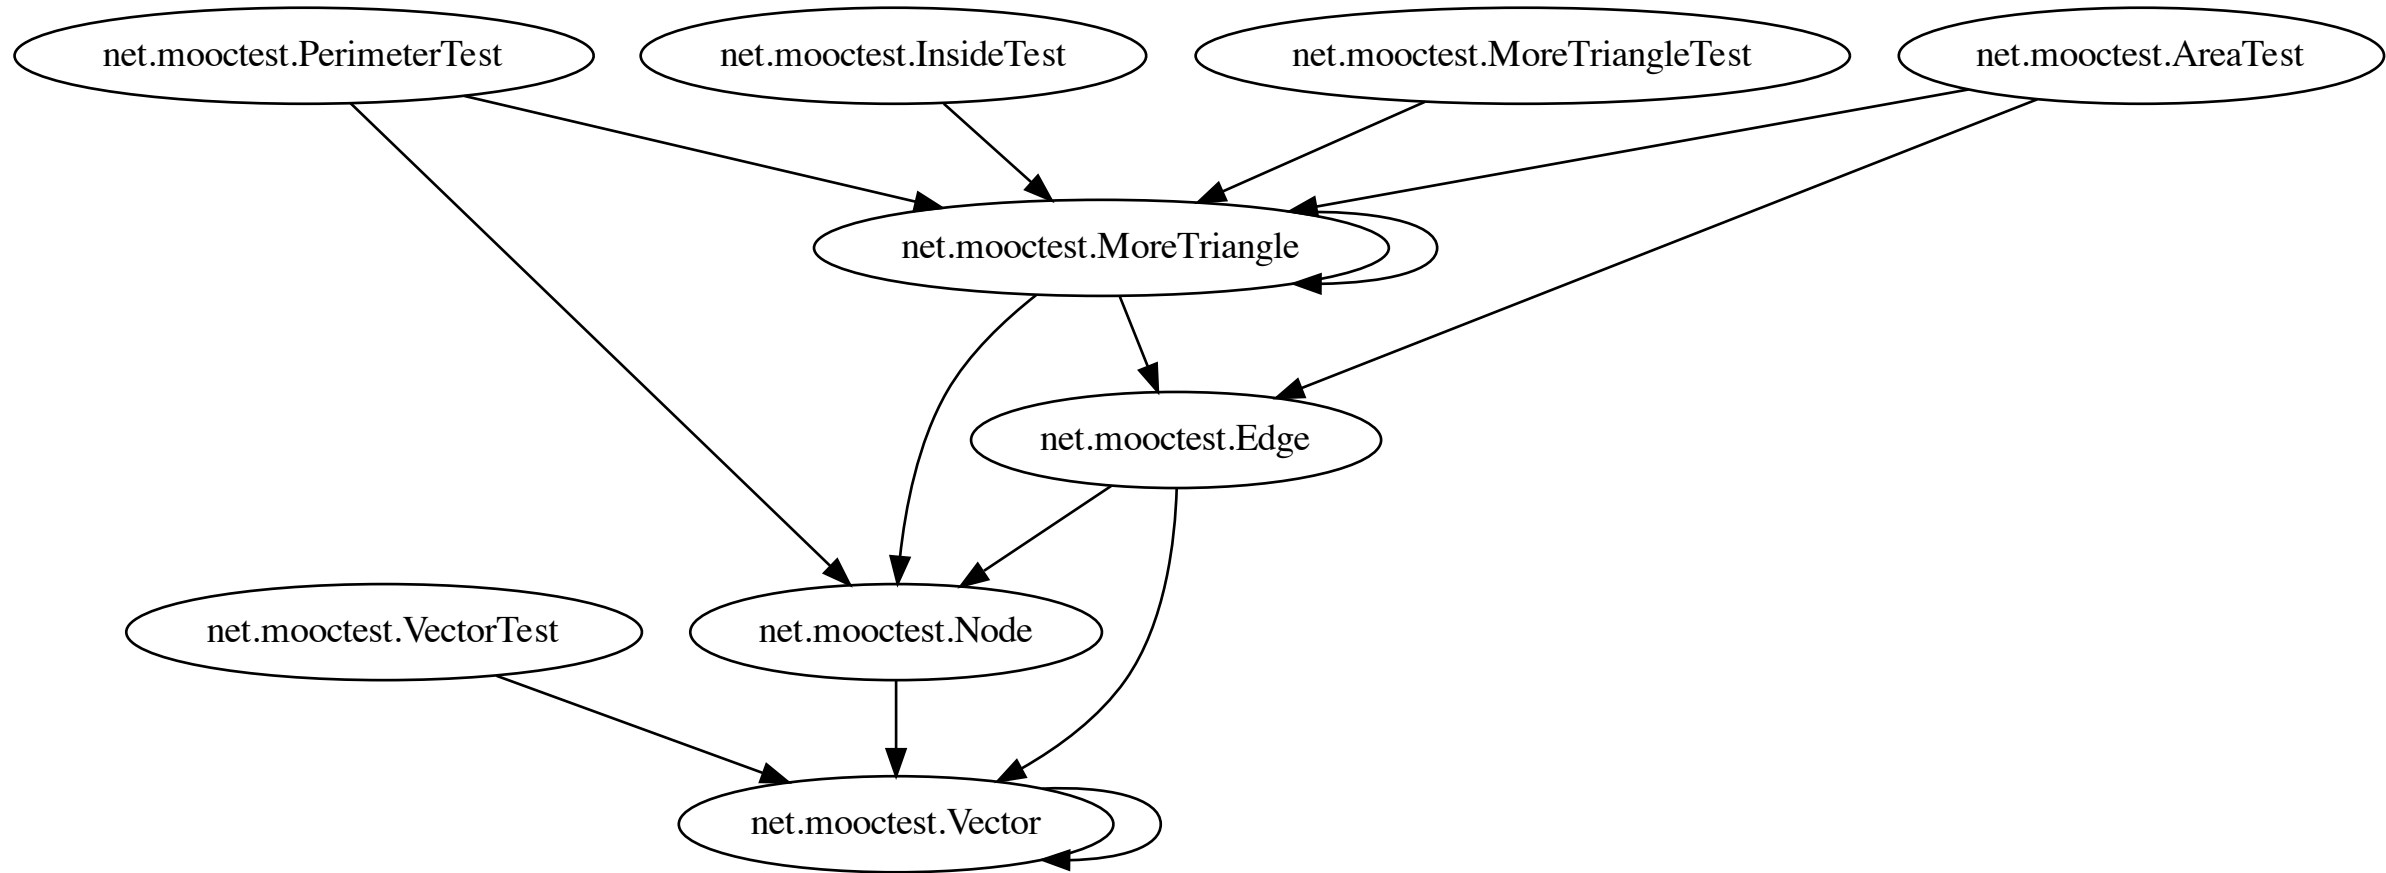 net.mooctest.PerimeterTest
net.mooctest.InsideTest
net.mooctest.MoreTriangleTest
net.mooctest.AreaTest
net.mooctest.MoreTriangle
net.mooctest.Edge
net.mooctest.VectorTest
net.mooctest.Node
net.mooctest.Vector